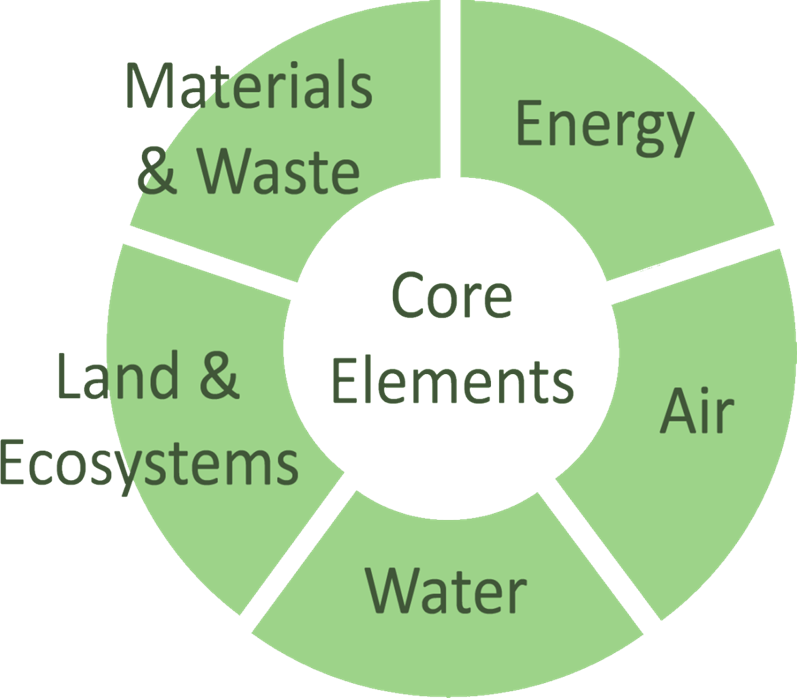 Materials
& Waste
Energy
Core
Elements
Land &
Ecosystems
Air
Water